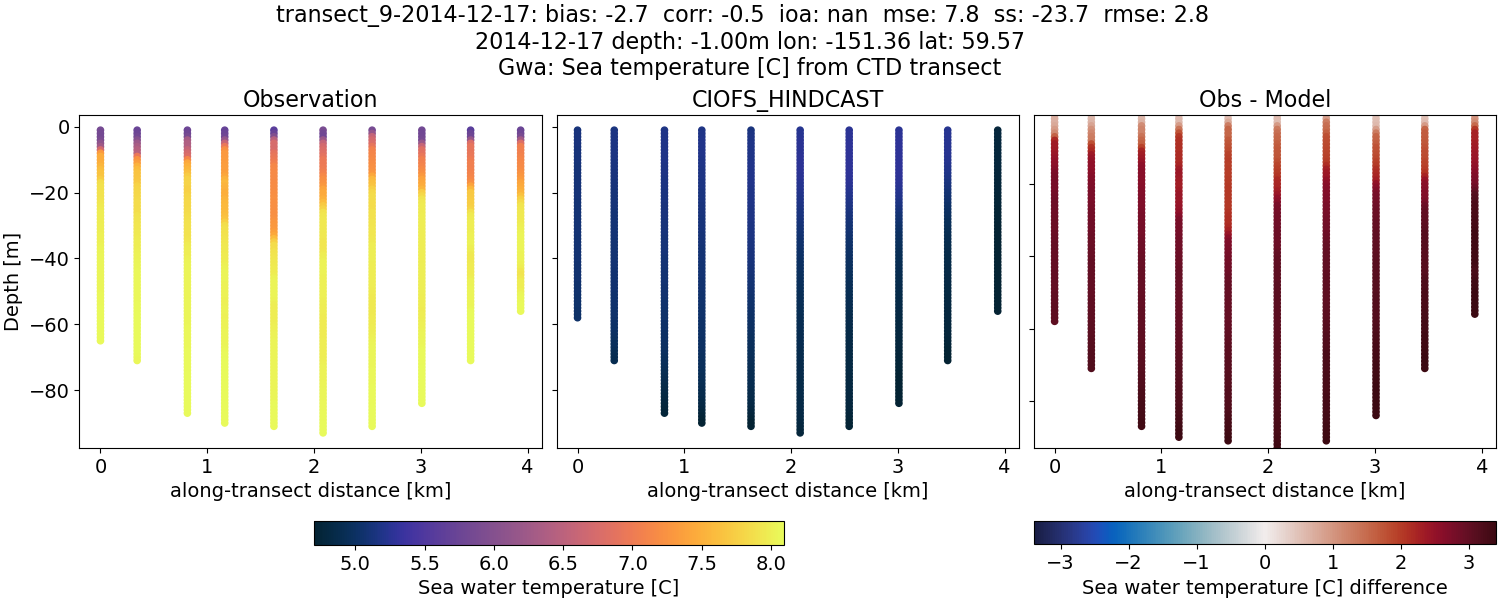 transect_9-2014-12-17: bias: -2.7  corr: -0.5  ioa: nan  mse: 7.8  ss: -23.7  rmse: 2.8
2014-12-17 depth: -1.00m lon: -151.36 lat: 59.57
Gwa: Sea temperature [C] from CTD transect
Observation
CIOFS_HINDCAST
Obs - Model
Depth [m]
0
−20
−40
−60
−80
0 1 2 3 4
0 1 2 3 4
0 1 2 3 4
along-transect distance [km]
along-transect distance [km]
along-transect distance [km]
5.0 5.5 6.0 6.5 7.0 7.5 8.0
Sea water temperature [C]
−3 −2 −1 0 1 2 3
Sea water temperature [C] difference